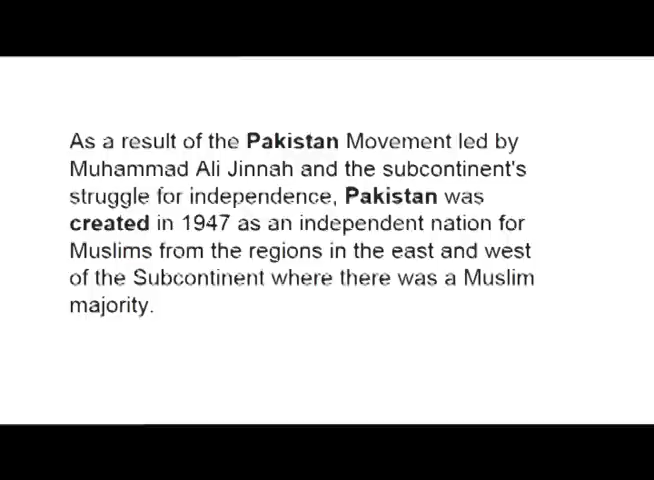 As a result of the Pakistan Movement led by
Muhammad Ali Jinnah and the subcontinent's
struggle for independence, Pakistan was
created in 1947 as an independent nation for
Muslims from the regions in the east and west
of the Subcontinent where there was a Muslim
majority.